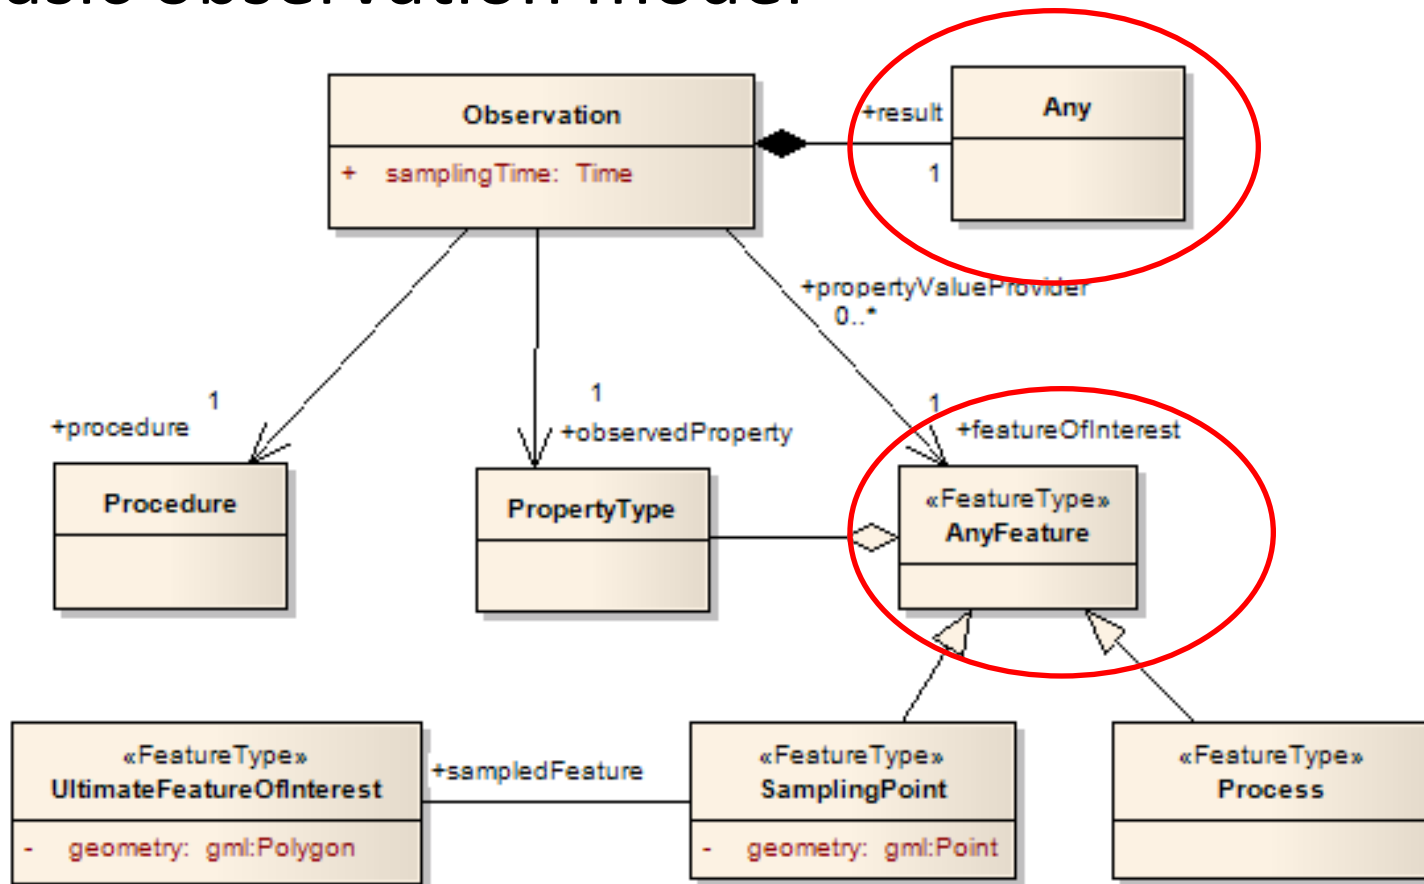 Observation
+ samplingTime: Time
+result
1
Any
+propertyValueProvider
0..*
1
+procedure
1
+observedProperty
1
+featureOfInterest
Procedure
PropertyType
«FeatureType»
AnyFeature
«FeatureType»
UltimateFeatureOfInterest
- geometry: gml:Polygon
+sampledFeature
«FeatureType»
SamplingPoint
- geometry: gml:Point
«FeatureType»
Process